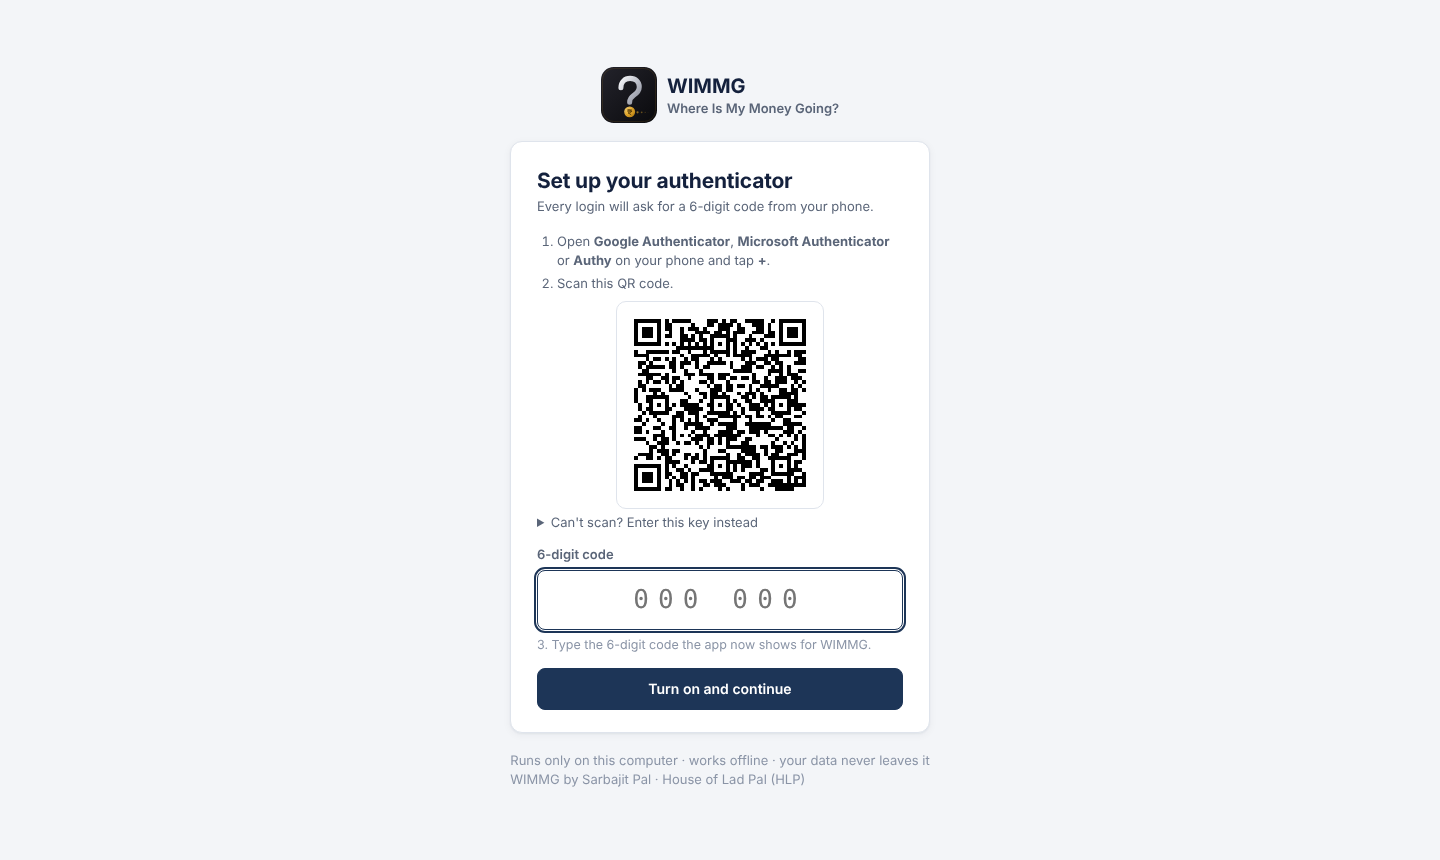 WIMMG
Where Is My Money Going?
Set up your authenticator
Every login will ask for a 6-digit code from your phone.
1. Open Google Authenticator, Microsoft Authenticator
or Authy on your phone and tap +.
2. Scan this QR code.
Can't scan? Enter this key instead
6-digit code
000 000
3. Type the 6-digit code the app now shows for WIMMG.
Turn on and continue
Runs only on this computer · works offline · your data never leaves it
WIMMG by Sarbajit Pal · House of Lad Pal (HLP)